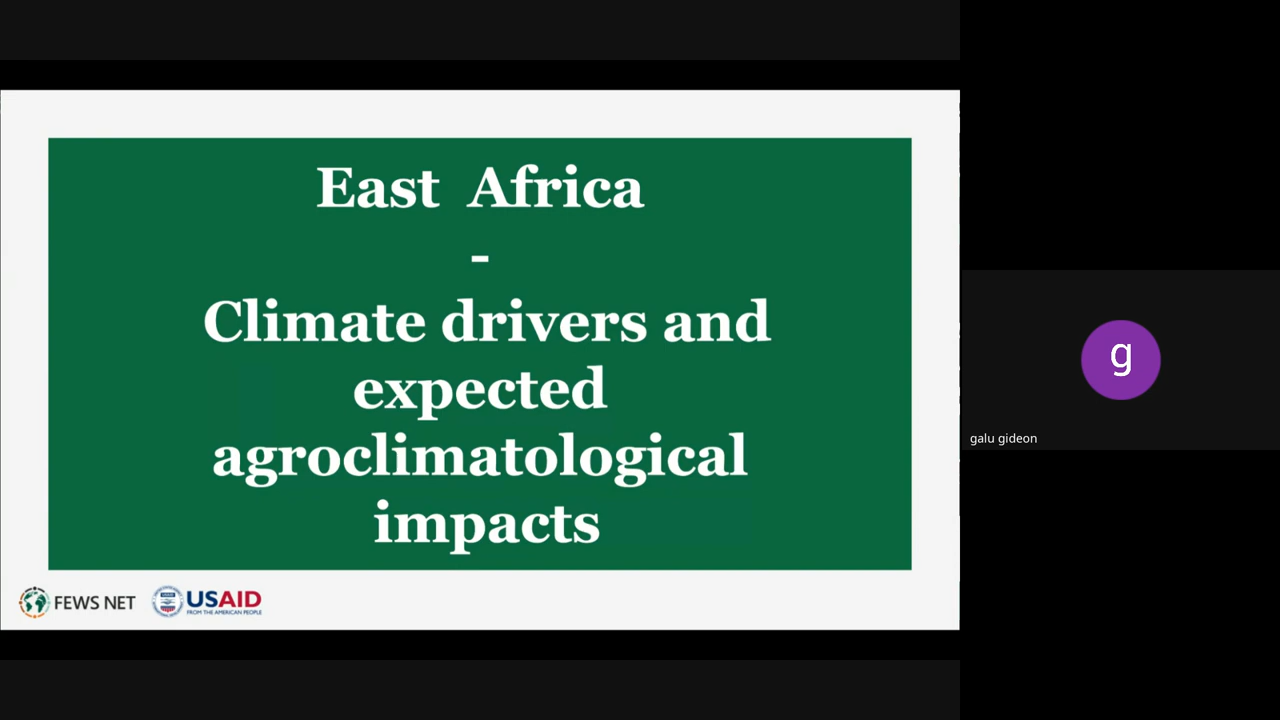 East Africa
-
Climate drivers and
expected
agroclimatological
impacts
g
galu gideon
FEWS NET
USAID
FROM THE AMERICAN PEOPLE